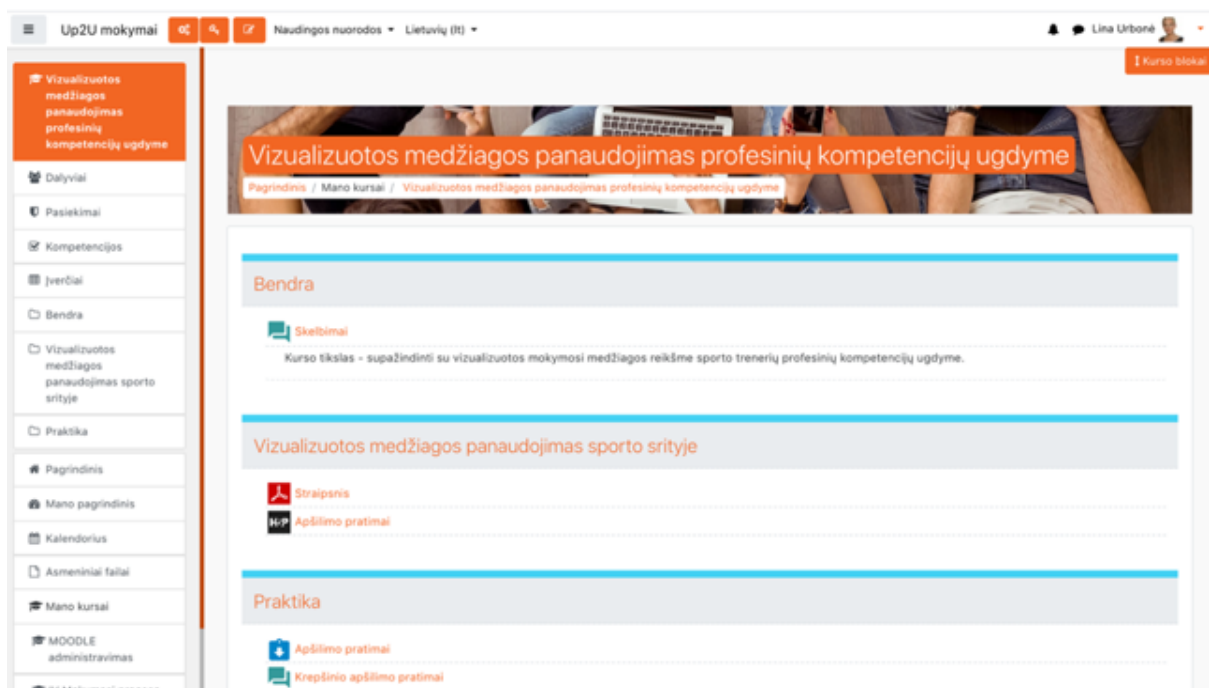 Up2U mokymai
Naudingos nuorodos
Lietuvių (lt)
Lina Urbonė
Kurso blokai
Vizualizuotos
medžiagos
panaudojimas
profesinių
kompetencijų ugdyme
Dalyviai
Pasiekimai
Kompetencijos
Įverčiai
Bendra
Vizualizuotos
medžiagos
panaudojimas sporto
srityje
Praktika
Pagrindinis
Mano pagrindinis
Kalendorius
Asmeniniai failai
Mano kursai
MOODLE
administravimas
Vizualizuotos medžiagos panaudojimas profesinių kompetencijų ugdyme
Pagrindinis / Mano kursai / Vizualizuotos medžiagos panaudojimas profesinių kompetencijų ugdyme
Bendra
Skelbimai
Kurso tikslas - supažindinti su vizualizuotos mokymosi medžiagos reikšme sporto trenerių profesinių kompetencijų ugdyme.
Vizualizuotos medžiagos panaudojimas sporto srityje
Straipsnis
H-P
Apšilimo pratimai
Praktika
Apšilimo pratimai
Krepšinio apšilimo pratimai